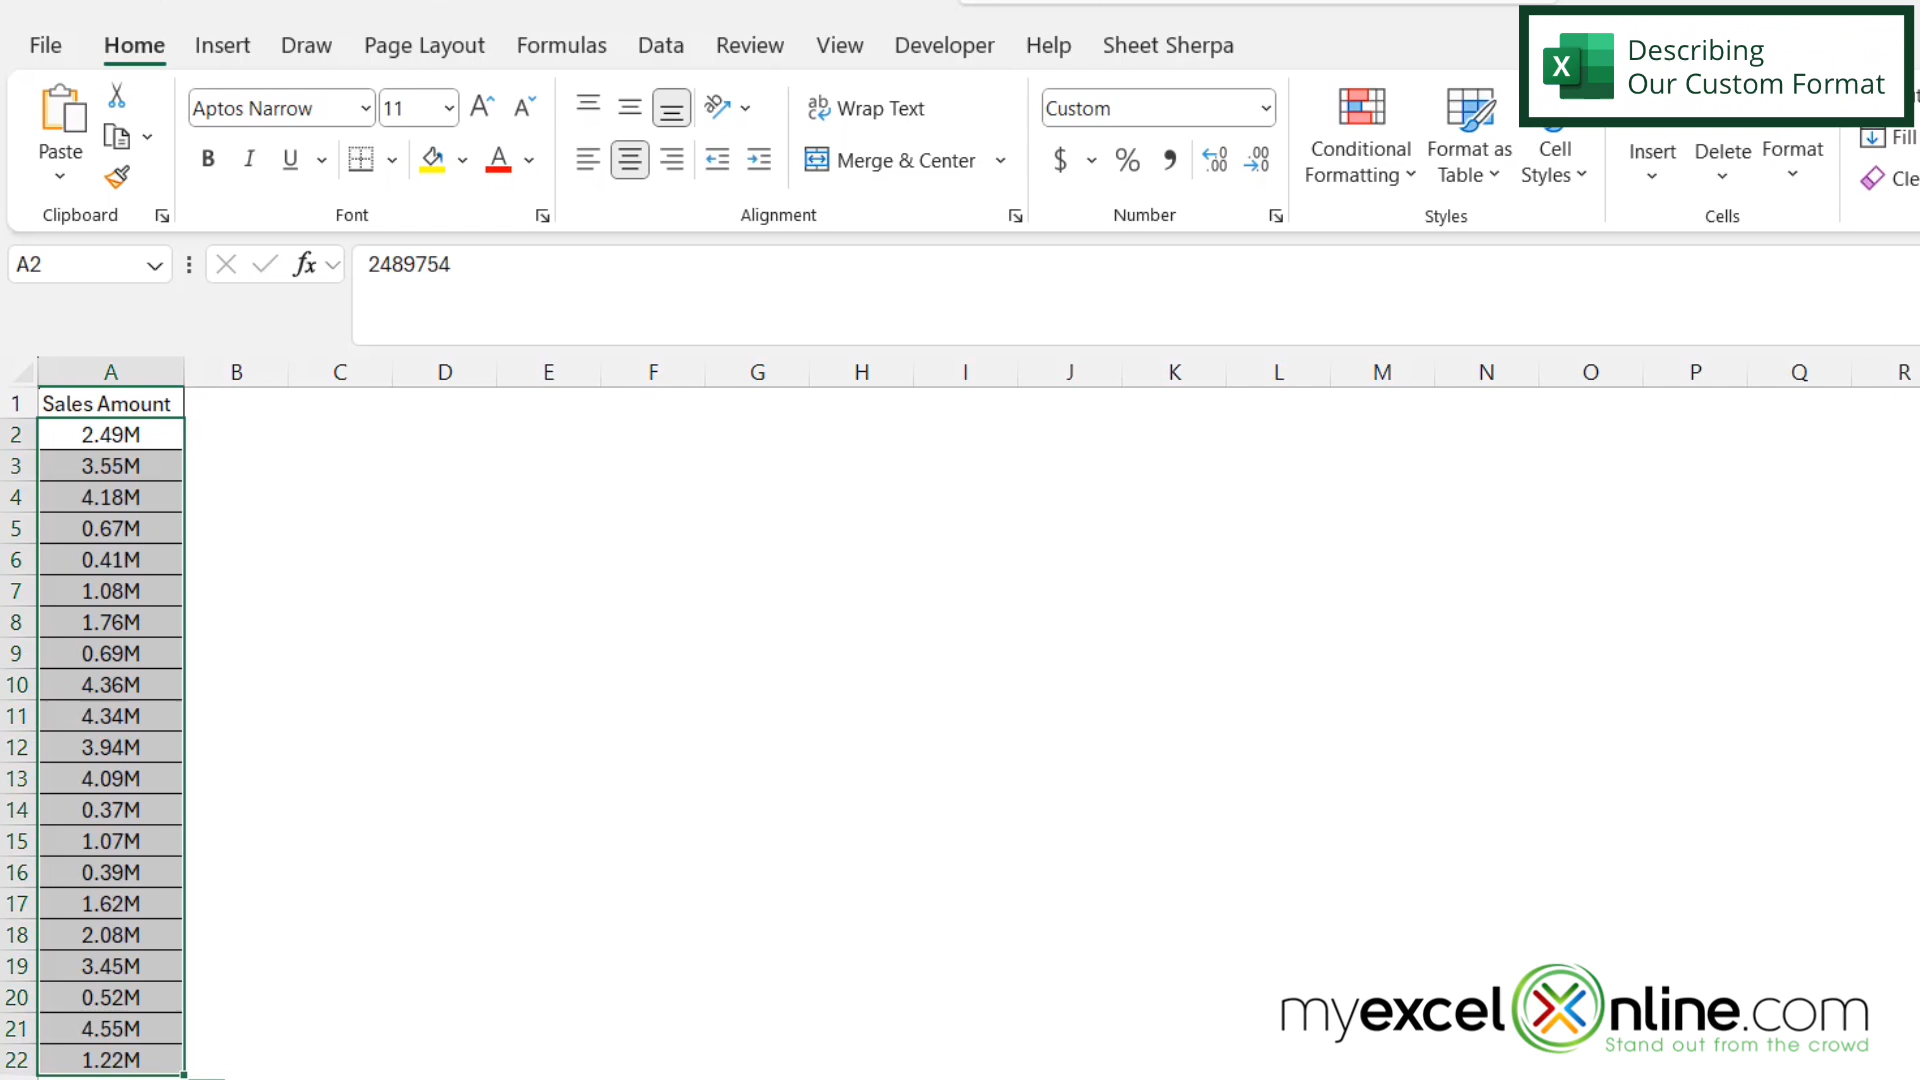 File Home Insert Draw Page Layout Formulas Data Review View Developer Help Sheet Sherpa
X Describing
Our Custom Format
Aptos Narrow 11 A A
ab Wrap Text
Custom
Paste
B I U A
Merge & Center
$ % , .00 .00
Conditional
Formatting
Format as
Table
Cell
Styles
Insert Delete Format
Fill
Cle
Clipboard Font Alignment Number Styles Cells
A2 fx 2489754
A B C D E F G H I J K L M N O P Q R
1 Sales Amount
2 2.49M
3 3.55M
4 4.18M
5 0.67M
6 0.41M
7 1.08M
8 1.76M
9 0.69M
10 4.36M
11 4.34M
12 3.94M
13 4.09M
14 0.37M
15 1.07M
16 0.39M
17 1.62M
18 2.08M
19 3.45M
20 0.52M
21 4.55M
22 1.22M
myexcelonline.com
Stand out from the crowd